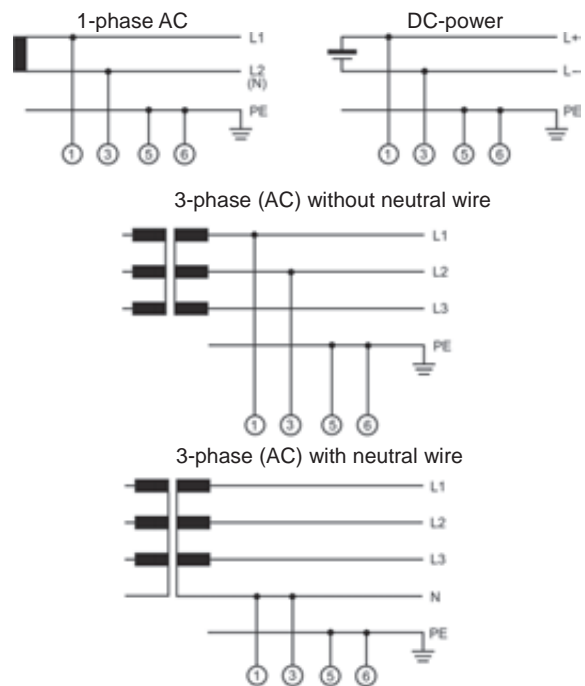 1-phase AC
L1
L2
(N)
PE
1 3 5 6
DC-power
L+
L-
PE
1 3 5 6
3-phase (AC) without neutral wire
L1
L2
L3
PE
1 3 5 6
3-phase (AC) with neutral wire
L1
L2
L3
N
PE
1 3 5 6